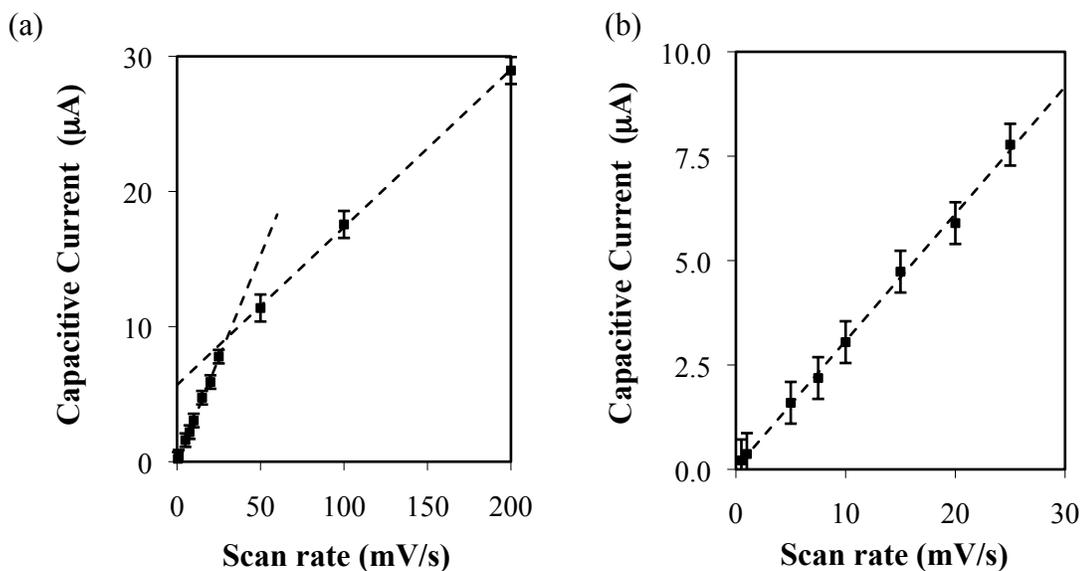 (a)
30
20
10
0
0 50 100 150 200
Capacitive Current (μA)
Scan rate (mV/s)
(b)
10.0
7.5
5.0
2.5
0.0
0 10 20 30
Capacitive Current (μA)
Scan rate (mV/s)